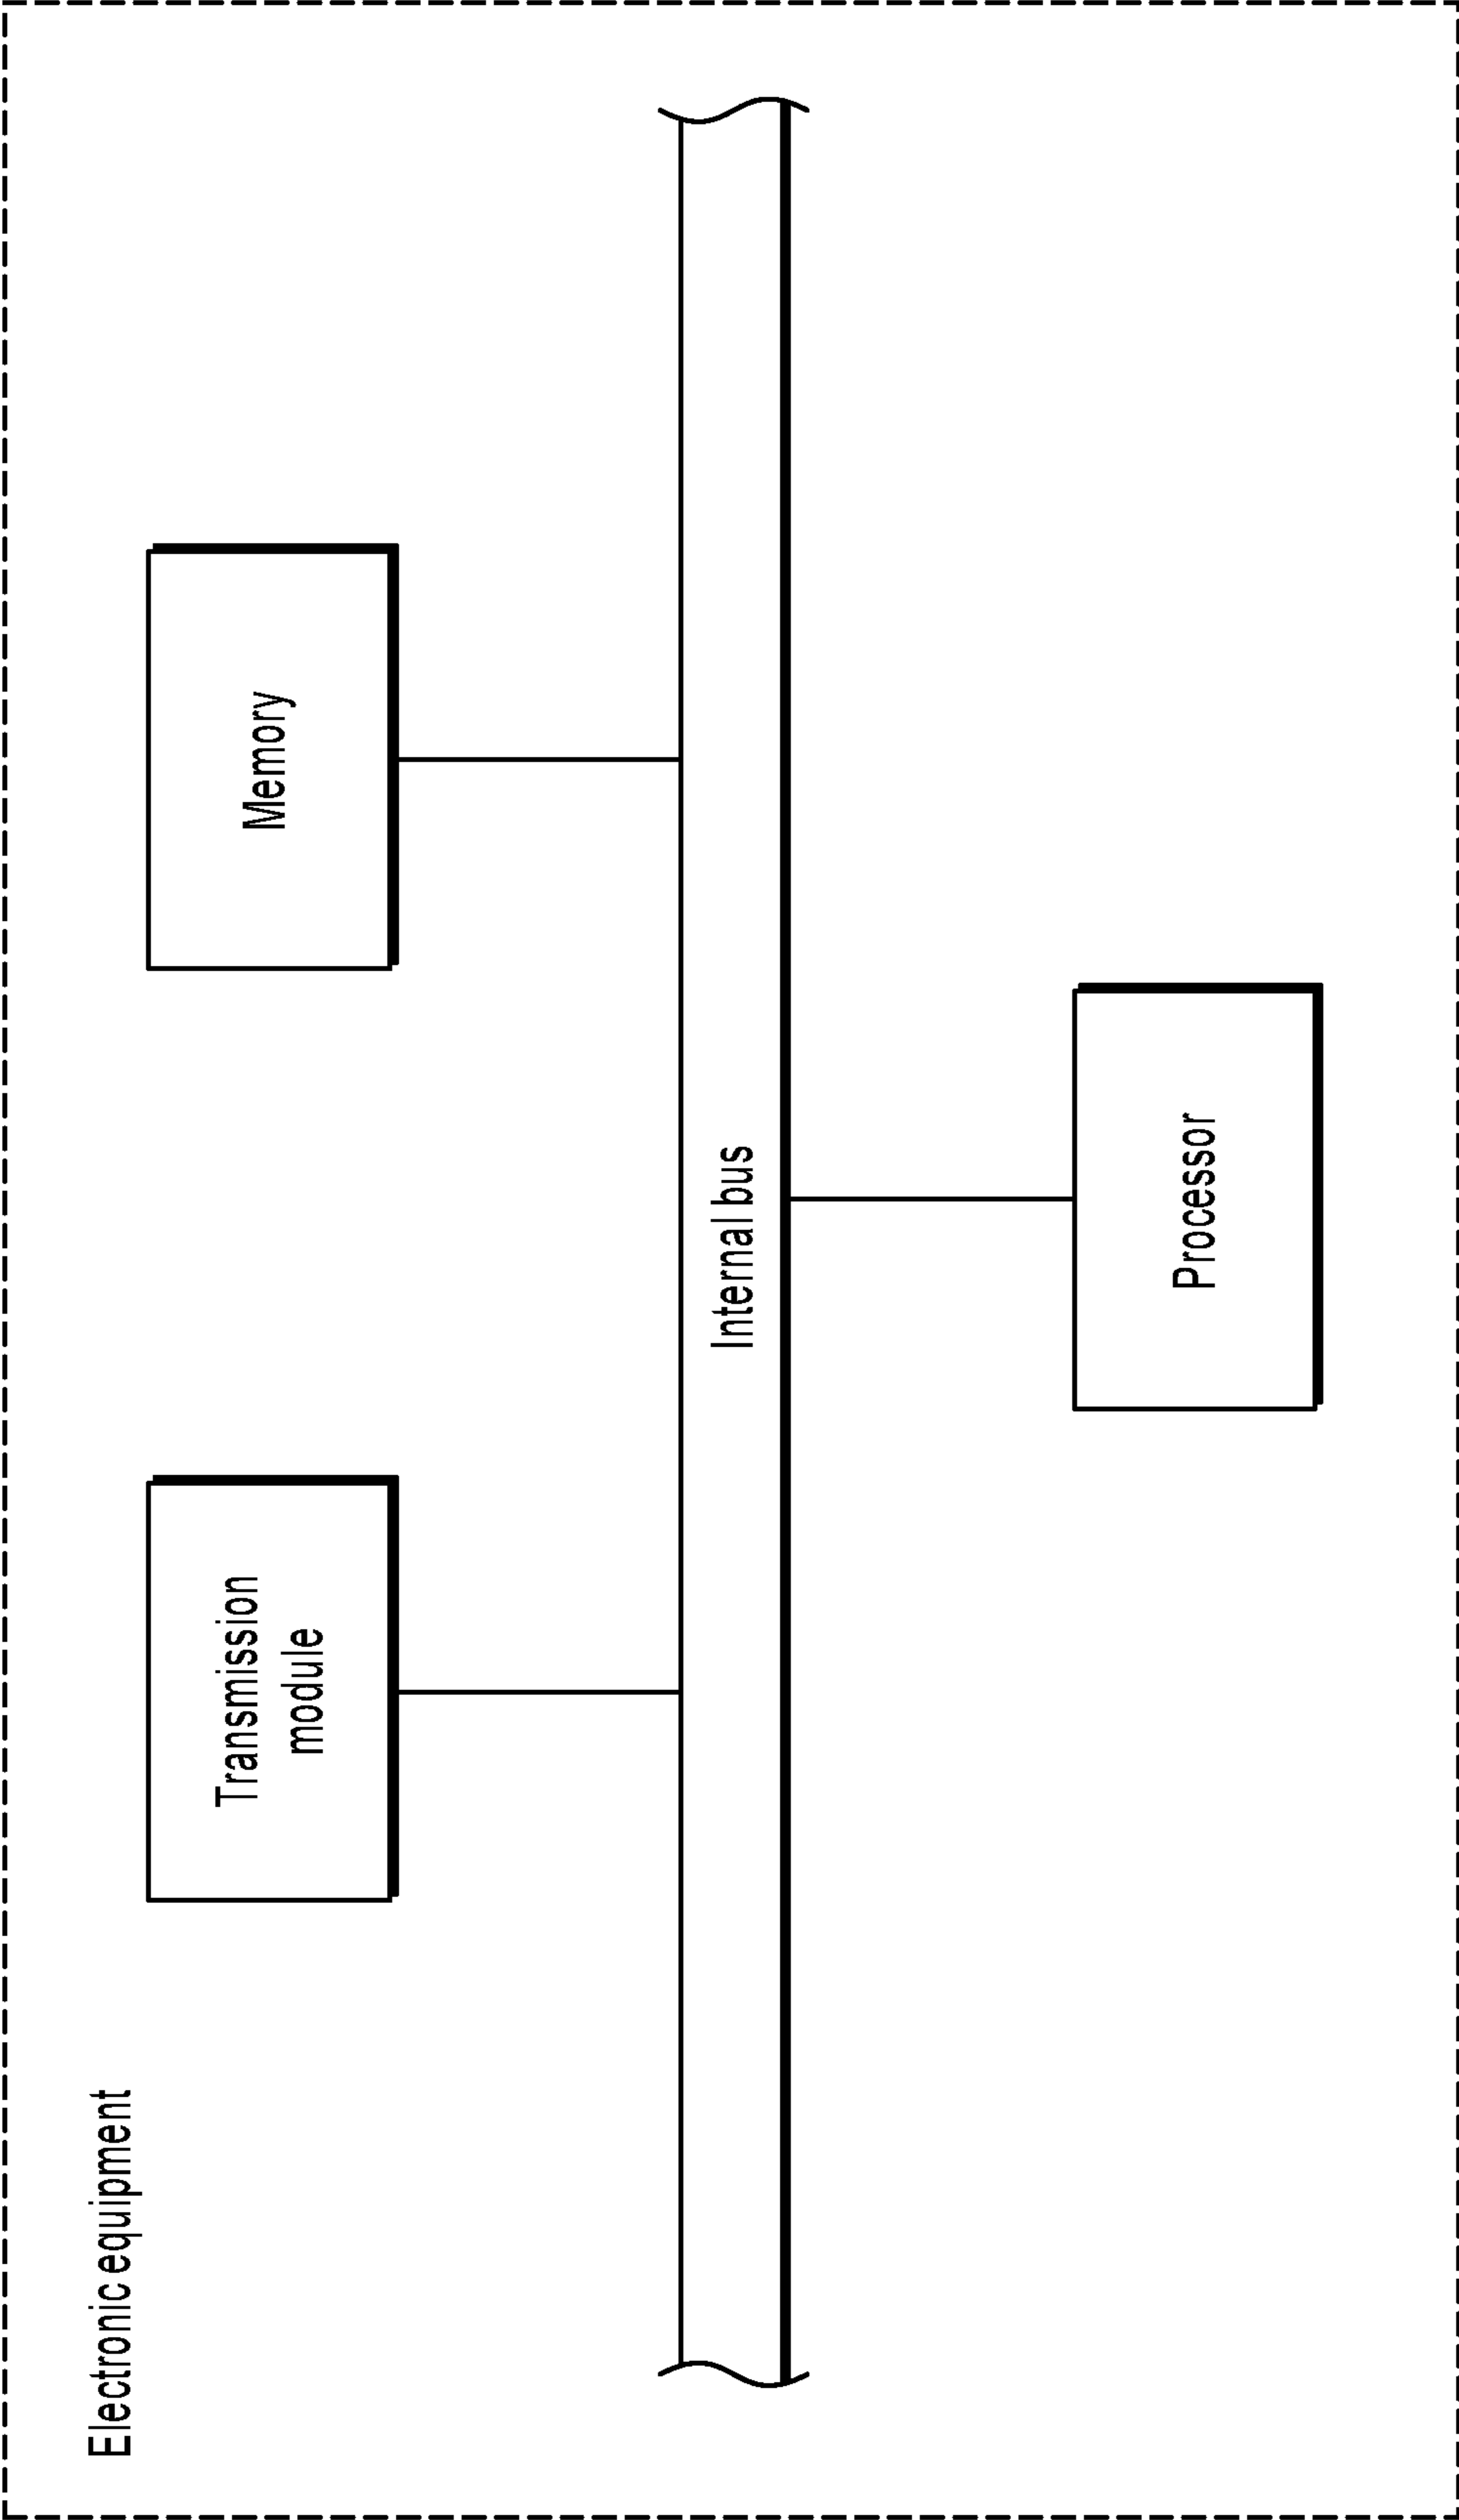 Electronic equipment
Transmission
module
Memory
Internal bus
Processor